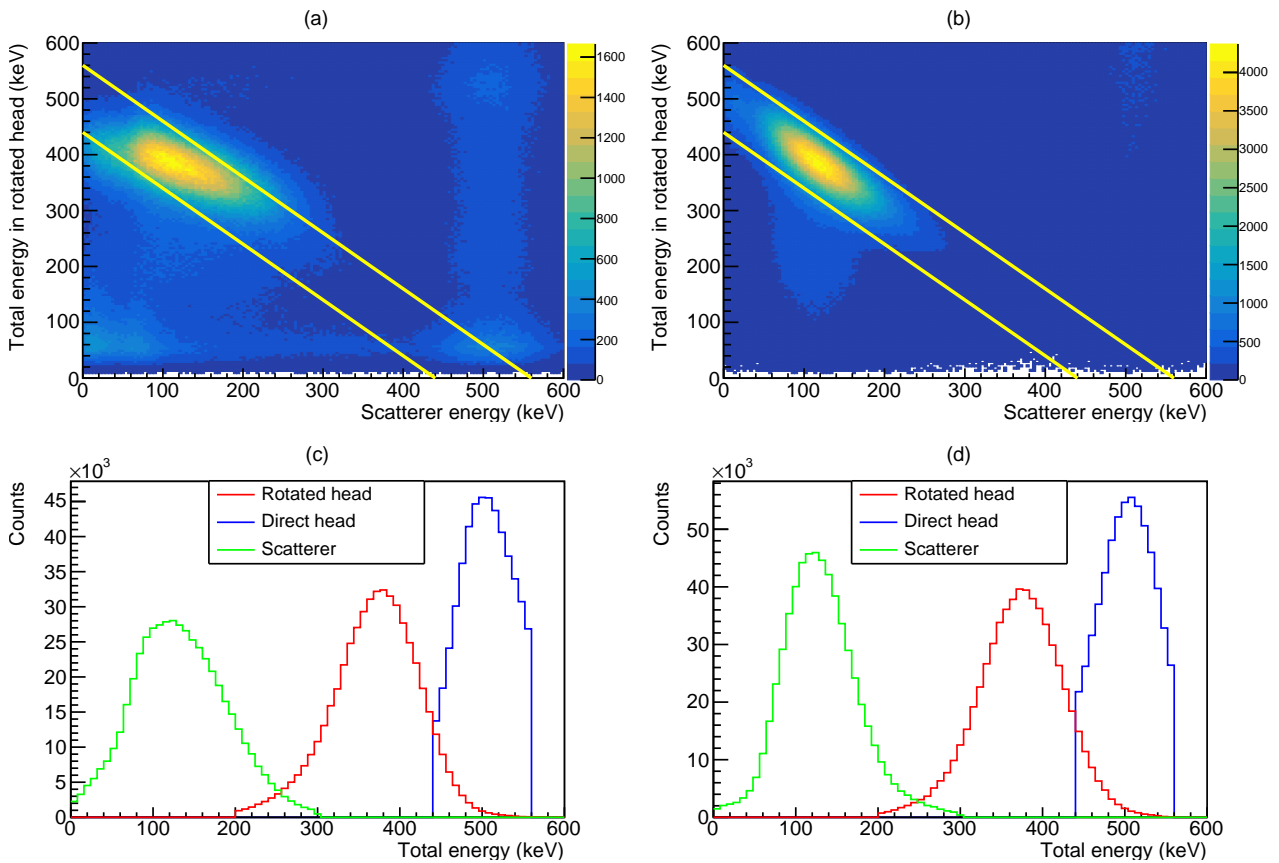 (a)
Total energy in rotated head (keV)
600
500
400
300
200
100
0
0 100 200 300 400 500 600
Scatterer energy (keV)
1600
1400
1200
1000
800
600
400
200
0
(b)
Total energy in rotated head (keV)
600
500
400
300
200
100
0
0 100 200 300 400 500 600
Scatterer energy (keV)
4000
3500
3000
2500
2000
1500
1000
500
0
(c)
×10³
Counts
45
40
35
30
25
20
15
10
5
0
Rotated head
Direct head
Scatterer
0 100 200 300 400 500 600
Total energy (keV)
(d)
×10³
Counts
50
40
30
20
10
0
Rotated head
Direct head
Scatterer
0 100 200 300 400 500 600
Total energy (keV)